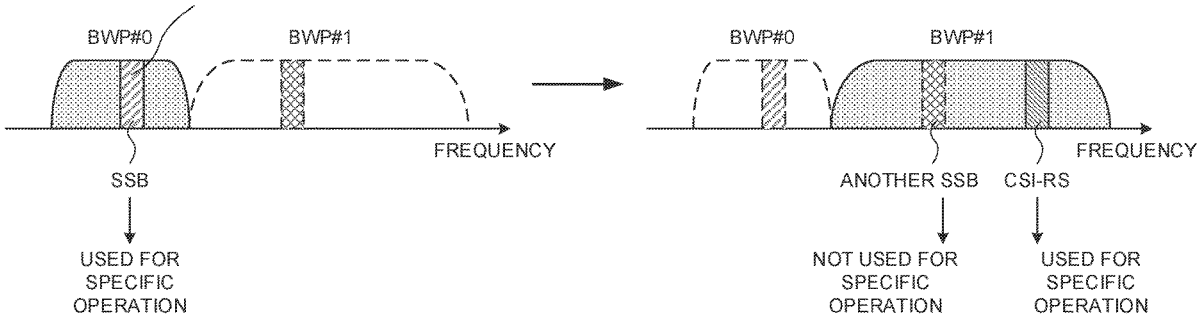 BWP#0
BWP#1
FREQUENCY
SSB
USED FOR
SPECIFIC
OPERATION
BWP#0
BWP#1
FREQUENCY
ANOTHER SSB
CSI-RS
NOT USED FOR
SPECIFIC
OPERATION
USED FOR
SPECIFIC
OPERATION